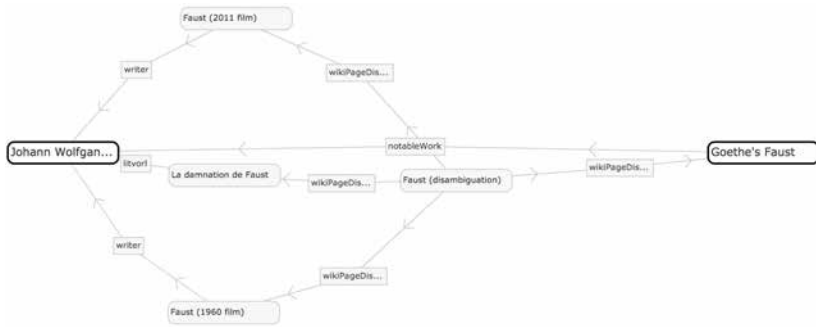 Faust (2011 film)
writer
wikiPageDis...
notableWork
Johann Wolfgan...
Goethe's Faust
litvorl
La damnation de Faust
wikiPageDis...
Faust (disambiguation)
wikiPageDis...
writer
wikiPageDis...
Faust (1960 film)